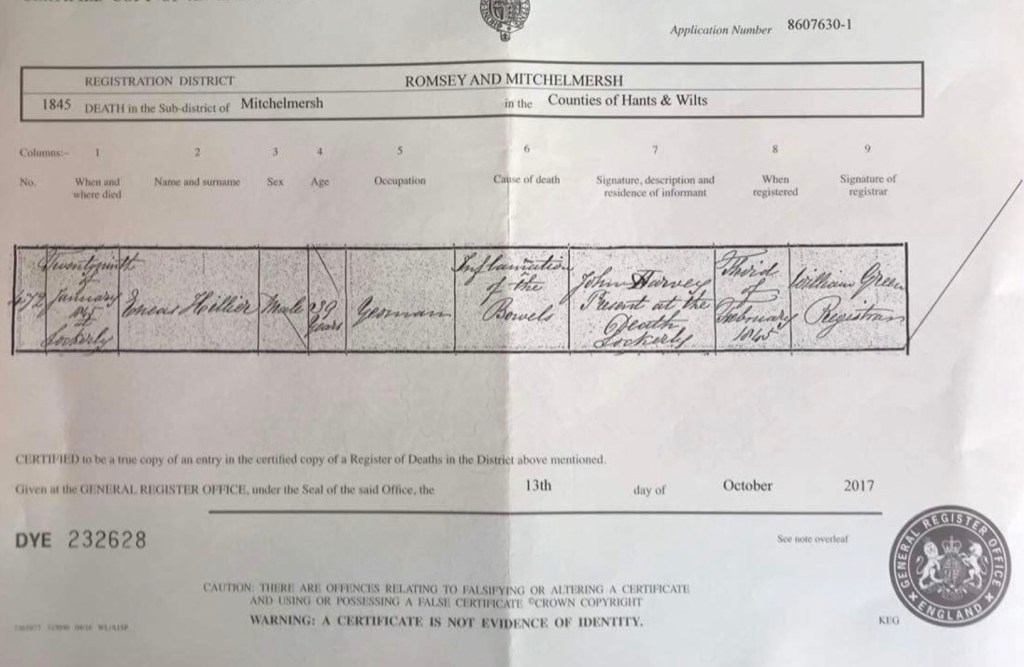 Application Number 8607630-1
REGISTRATION DISTRICT ROMSEY AND MITCHELMERSH
1845 DEATH in the Sub-district of Mitchelmersh in the Counties of Hants & Wilts
Columns:- 1 2 3 4 5 6 7 8 9
No. When and where died Name and surname Sex Age Occupation Cause of death Signature, description and residence of informant When registered Signature of registrar
472
Twentyninth
of
January
1845
Lockerly
Eneas Hillier
Male
39
Years
Yeoman
Inflamation
of the
Bowels
John Harvey
Present at the
Death
Lockerly
Third
of
February
1845
William Green
Registrar
CERTIFIED to be a true copy of an entry in the certified copy of a Register of Deaths in the District above mentioned.
Given at the GENERAL REGISTER OFFICE, under the Seal of the said Office, the 13th day of October 2017
DYE 232628
See note overleaf
GENERAL REGISTER OFFICE
ENGLAND
CAUTION: THERE ARE OFFENCES RELATING TO FALSIFYING OR ALTERING A CERTIFICATE
AND USING OR POSSESSING A FALSE CERTIFICATE ©CROWN COPYRIGHT
WARNING: A CERTIFICATE IS NOT EVIDENCE OF IDENTITY.
KEG